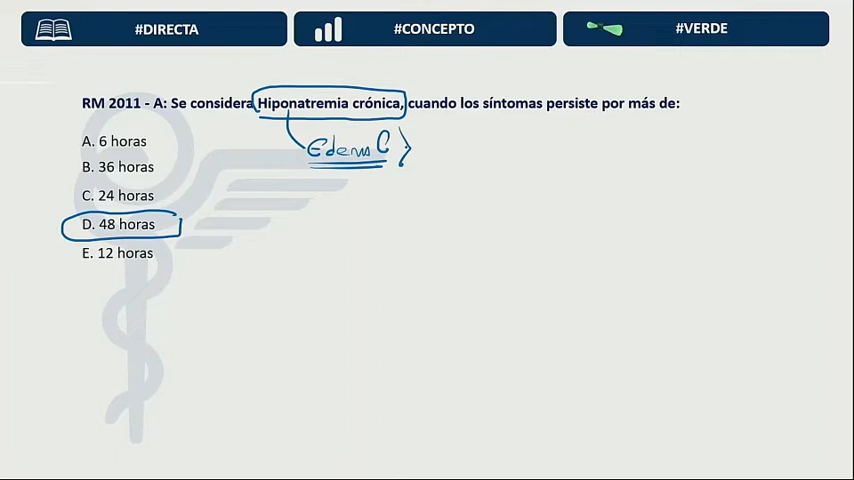 #DIRECTA
#CONCEPTO
#VERDE
RM 2011 - A: Se considera Hiponatremia crónica, cuando los síntomas persiste por más de:
Edema C
A. 6 horas
B. 36 horas
C. 24 horas
D. 48 horas
E. 12 horas